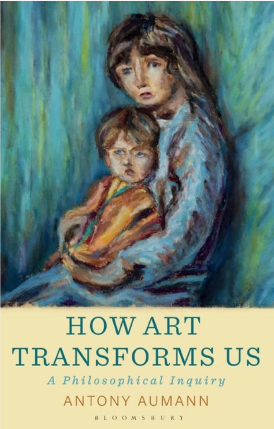 HOW ART
TRANSFORMS US
A Philosophical Inquiry
ANTONY AUMANN
BLOOMSBURY